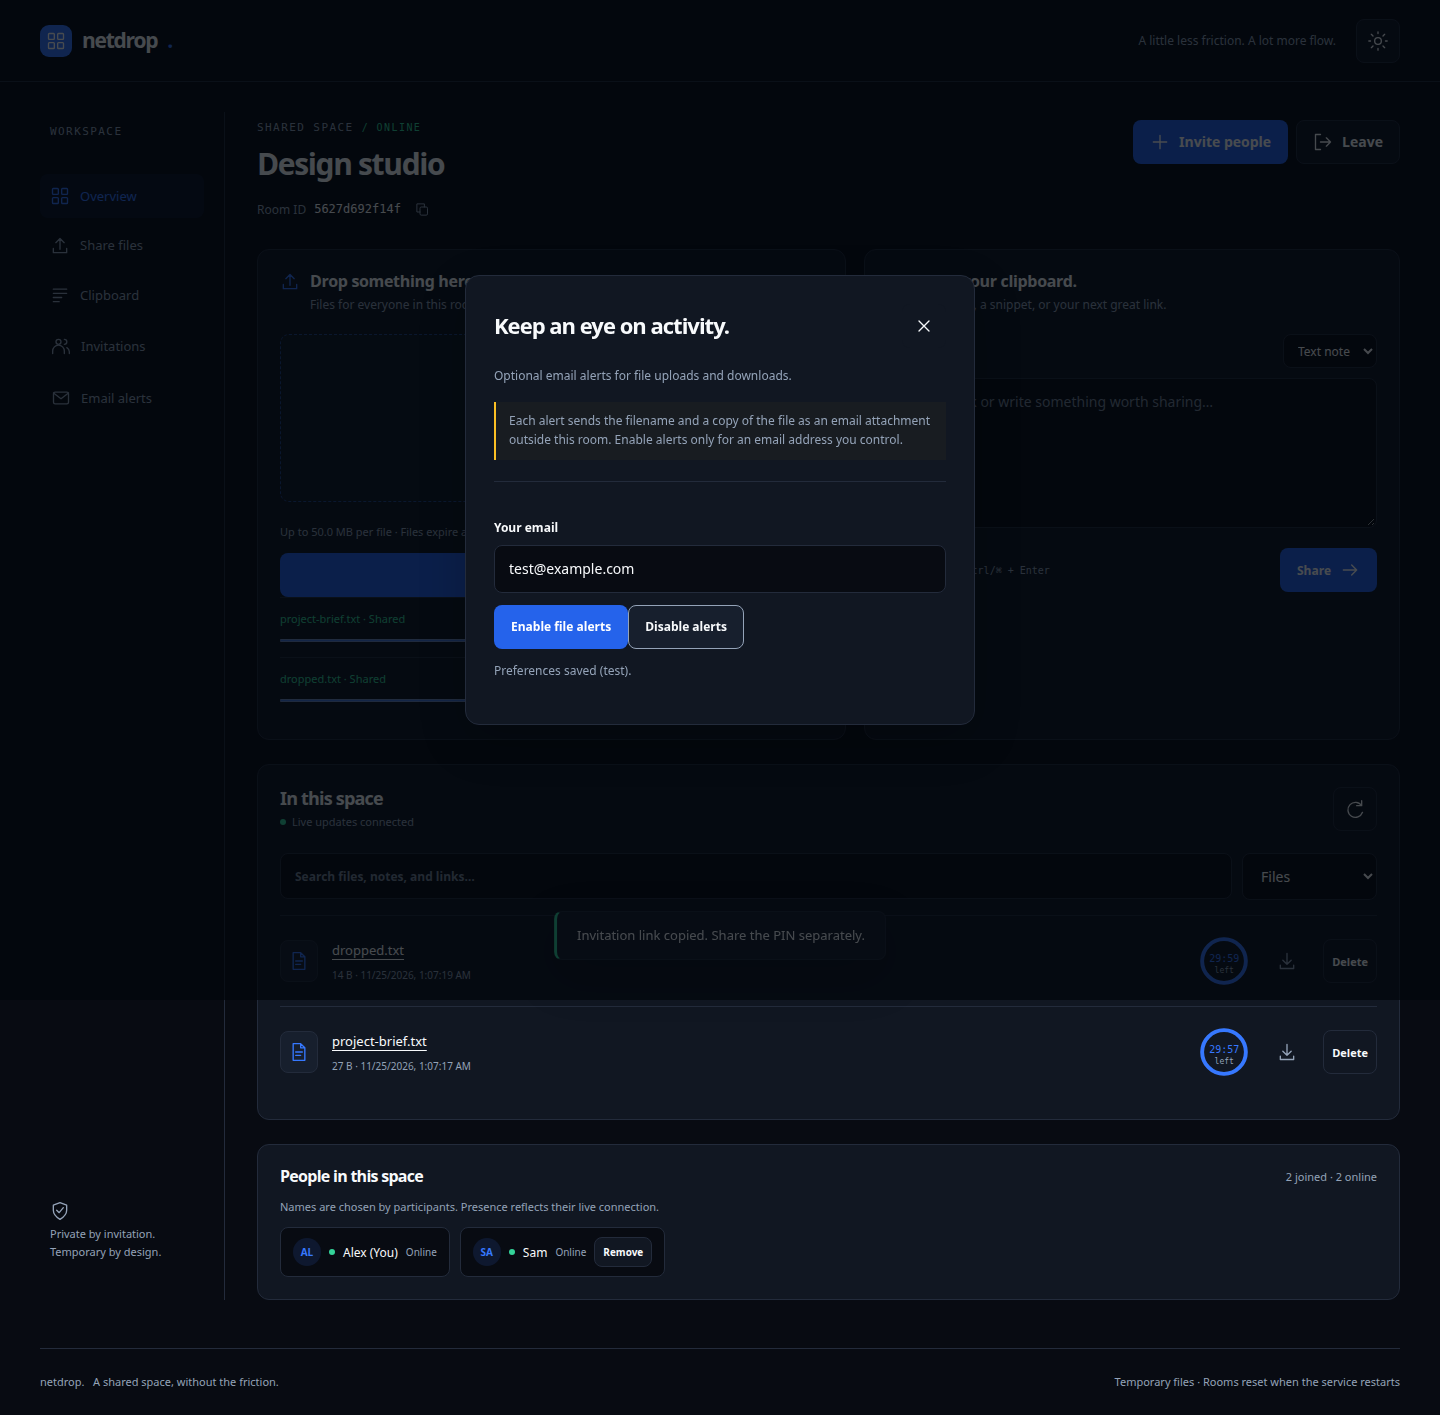 netdrop.
A little less friction. A lot more flow.
WORKSPACE
Overview
Share files
Clipboard
Invitations
Email alerts
SHARED SPACE / ONLINE
Design studio
Room ID 5627d692f14f
Invite people
Leave
Drop something here
Files for everyone in this roo
Up to 50.0 MB per file · Files expire a
project-brief.txt · Shared
dropped.txt · Shared
our clipboard.
, a snippet, or your next great link.
Text note
or write something worth sharing...
ctrl/⌘ + Enter
Share
Keep an eye on activity.
Optional email alerts for file uploads and downloads.
Each alert sends the filename and a copy of the file as an email attachment
outside this room. Enable alerts only for an email address you control.
Your email
test@example.com
Enable file alerts
Disable alerts
Preferences saved (test).
In this space
Live updates connected
Search files, notes, and links...
Files
Invitation link copied. Share the PIN separately.
dropped.txt
14 B · 11/25/2026, 1:07:19 AM
29:59
left
Delete
project-brief.txt
27 B · 11/25/2026, 1:07:17 AM
29:57
left
Delete
People in this space
2 joined · 2 online
Names are chosen by participants. Presence reflects their live connection.
AL Alex (You) Online
SA Sam Online Remove
Private by invitation.
Temporary by design.
netdrop. A shared space, without the friction.
Temporary files · Rooms reset when the service restarts